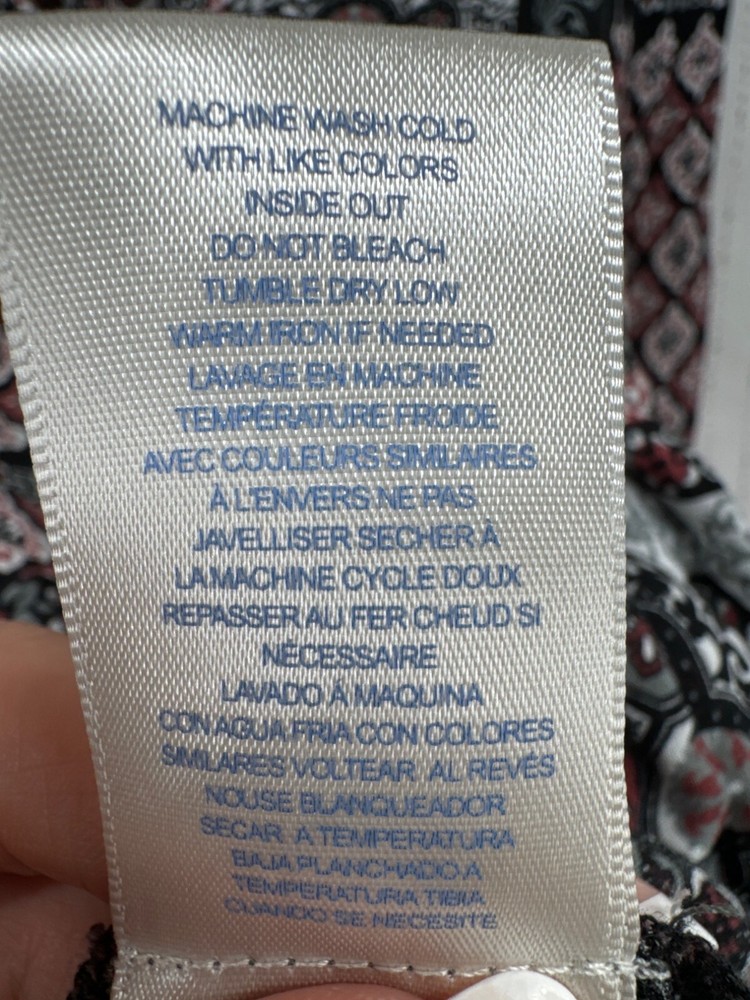 MACHINE WASH COLD
WITH LIKE COLORS
INSIDE OUT
DO NOT BLEACH
TUMBLE DRY LOW
WARM IRON IF NEEDED
LAVAGE EN MACHINE
TEMPÉRATURE FROIDE
AVEC COULEURS SIMILAIRES
À L'ENVERS NE PAS
JAVELLISER SECHER À
LA MACHINE CYCLE DOUX
REPASSER AU FER CHEUD SI
NÉCESSAIRE
LAVADO Á MAQUINA
CON AGUA FRIA CON COLORES
SIMILARES VOLTEAR AL REVÉS
NO USE BLANQUEADOR
SECAR A TEMPERATURA
BAJA PLANCHADO A
TEMPERATURA TIBIA
CUANDO SE NECESITE